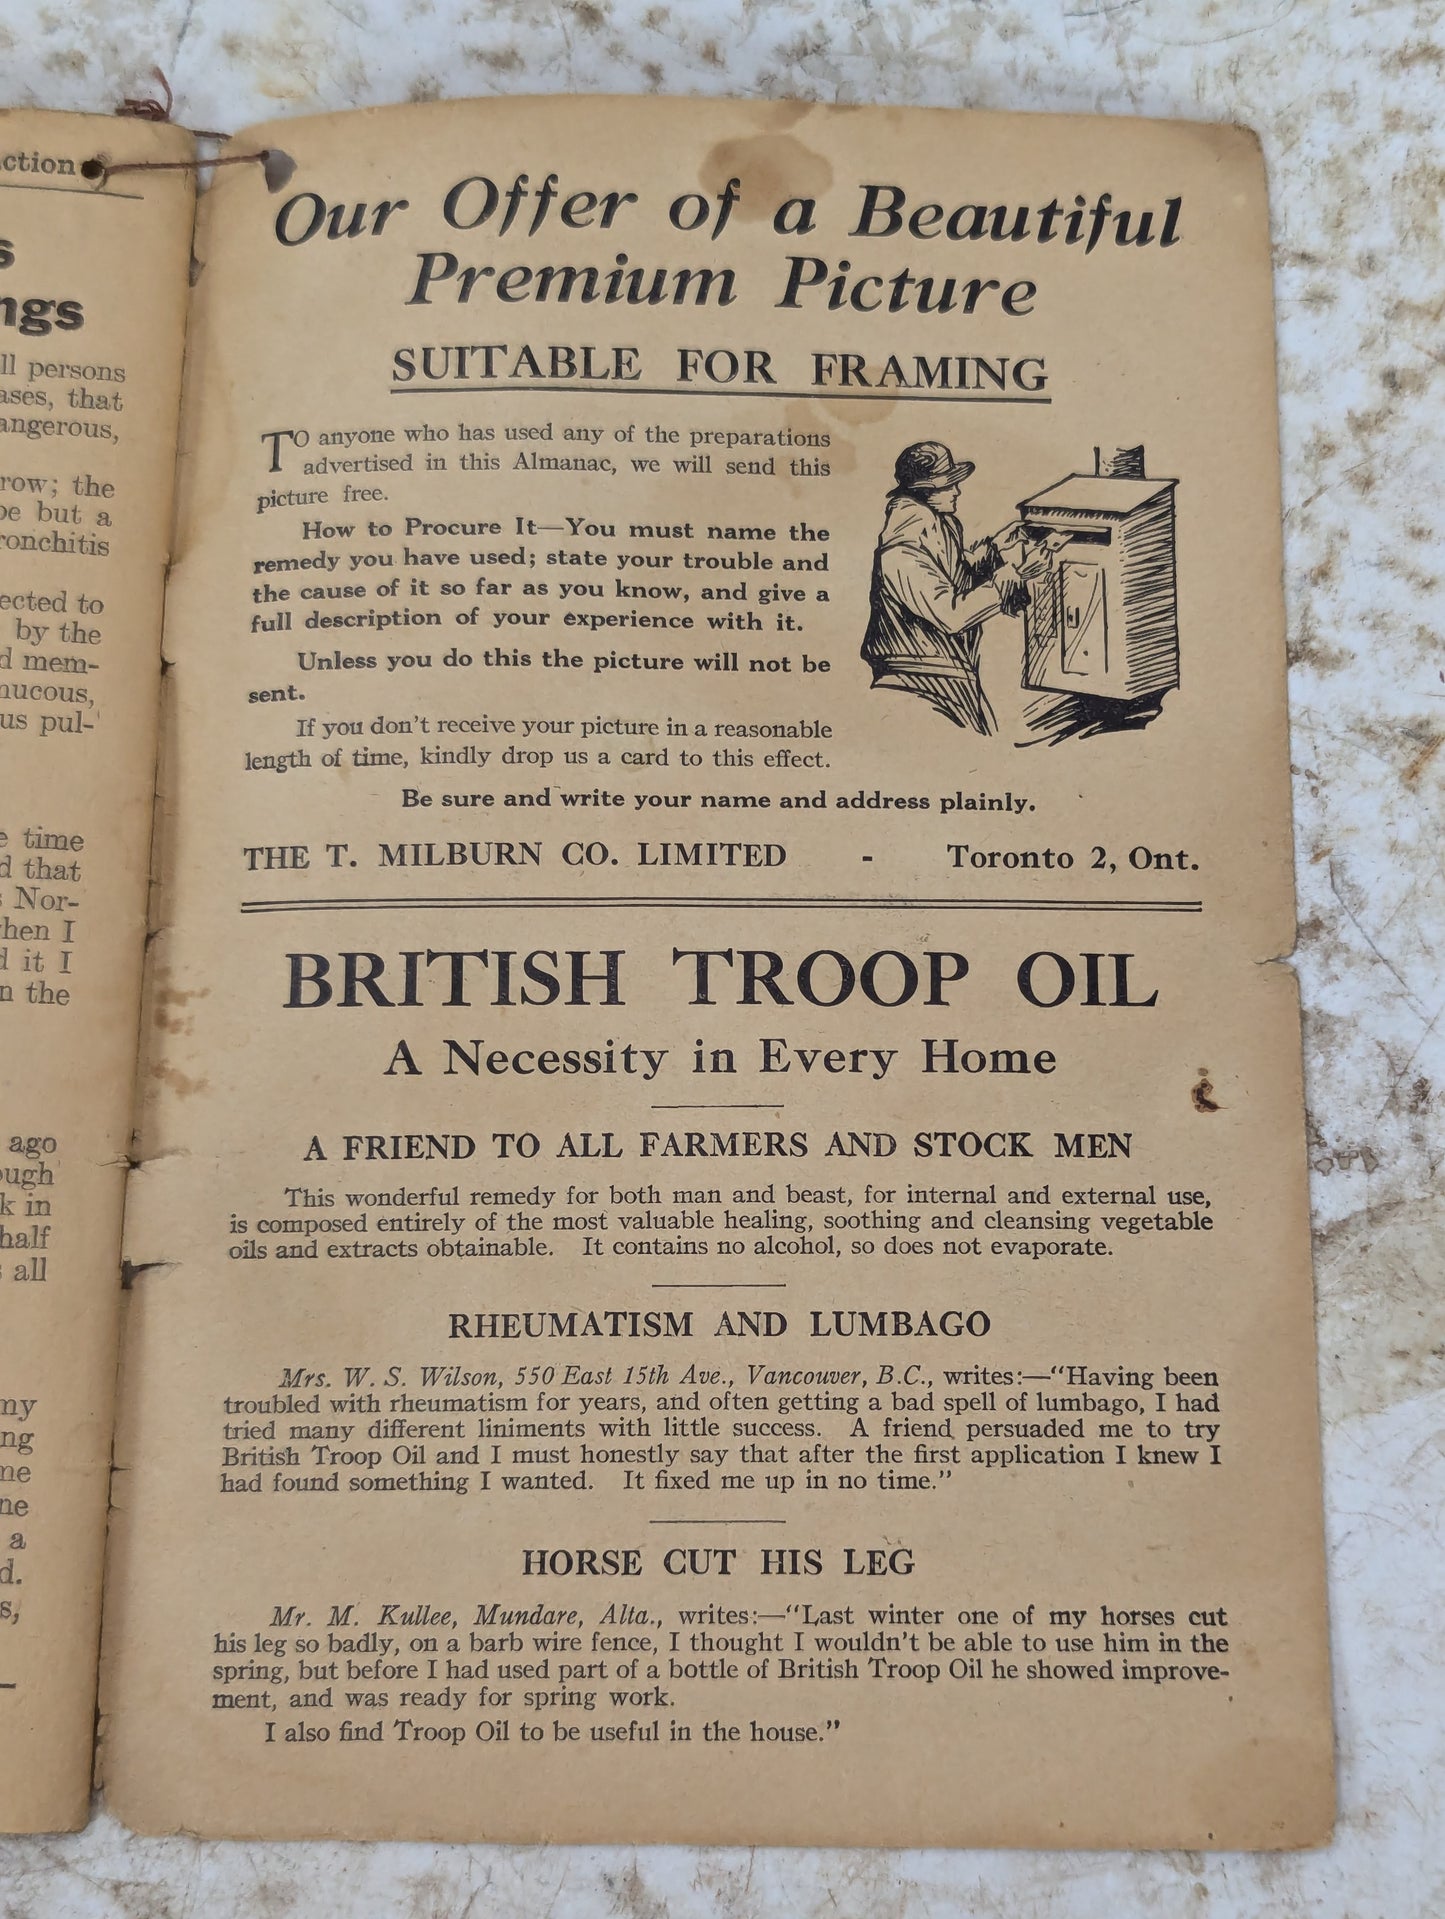 ction
s
ngs
ll persons
ases, that
angerous,
row; the
be but a
ronchitis
ected to
by the
d mem-
nucous,
us pul-
e time
d that
s Nor-
when I
d it I
n the
ago
ough
k in
half
s all
my
ng
me
ne
a
d.
s,
Our Offer of a Beautiful
Premium Picture
SUITABLE FOR FRAMING
TO anyone who has used any of the preparations
advertised in this Almanac, we will send this
picture free.
How to Procure It—You must name the
remedy you have used; state your trouble and
the cause of it so far as you know, and give a
full description of your experience with it.
Unless you do this the picture will not be
sent.
If you don't receive your picture in a reasonable
length of time, kindly drop us a card to this effect.
Be sure and write your name and address plainly.
THE T. MILBURN CO. LIMITED - Toronto 2, Ont.
BRITISH TROOP OIL
A Necessity in Every Home
A FRIEND TO ALL FARMERS AND STOCK MEN
This wonderful remedy for both man and beast, for internal and external use,
is composed entirely of the most valuable healing, soothing and cleansing vegetable
oils and extracts obtainable. It contains no alcohol, so does not evaporate.
RHEUMATISM AND LUMBAGO
Mrs. W. S. Wilson, 550 East 15th Ave., Vancouver, B.C., writes:—"Having been
troubled with rheumatism for years, and often getting a bad spell of lumbago, I had
tried many different liniments with little success. A friend persuaded me to try
British Troop Oil and I must honestly say that after the first application I knew I
had found something I wanted. It fixed me up in no time."
HORSE CUT HIS LEG
Mr. M. Kullee, Mundare, Alta., writes:—"Last winter one of my horses cut
his leg so badly, on a barb wire fence, I thought I wouldn't be able to use him in the
spring, but before I had used part of a bottle of British Troop Oil he showed improve-
ment, and was ready for spring work.
I also find Troop Oil to be useful in the house."